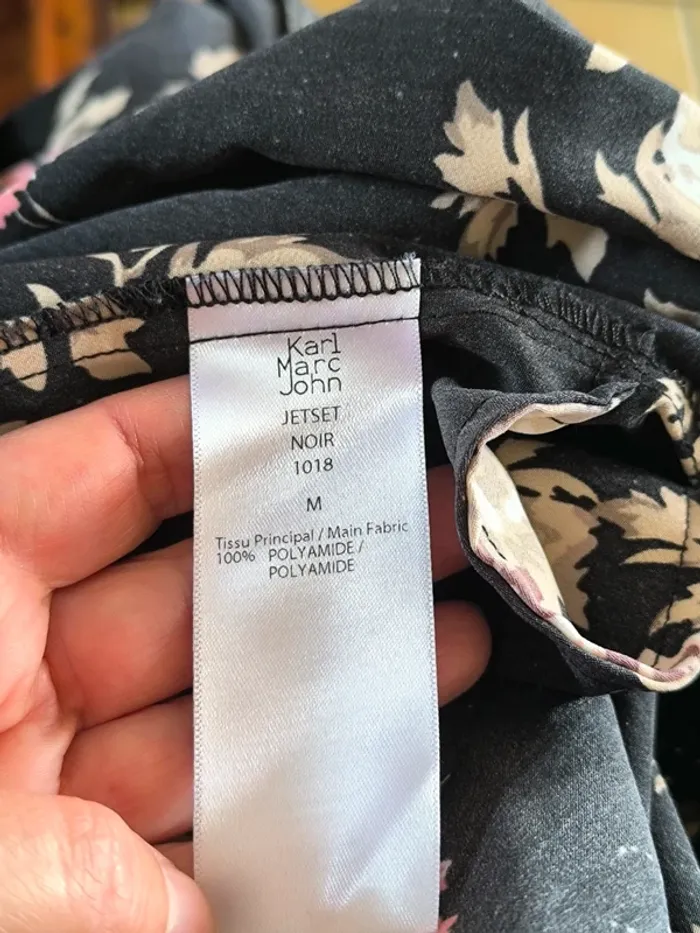 Karl
Marc
John
JETSET
NOIR
1018
M
Tissu Principal / Main Fabric
100% POLYAMIDE /
POLYAMIDE